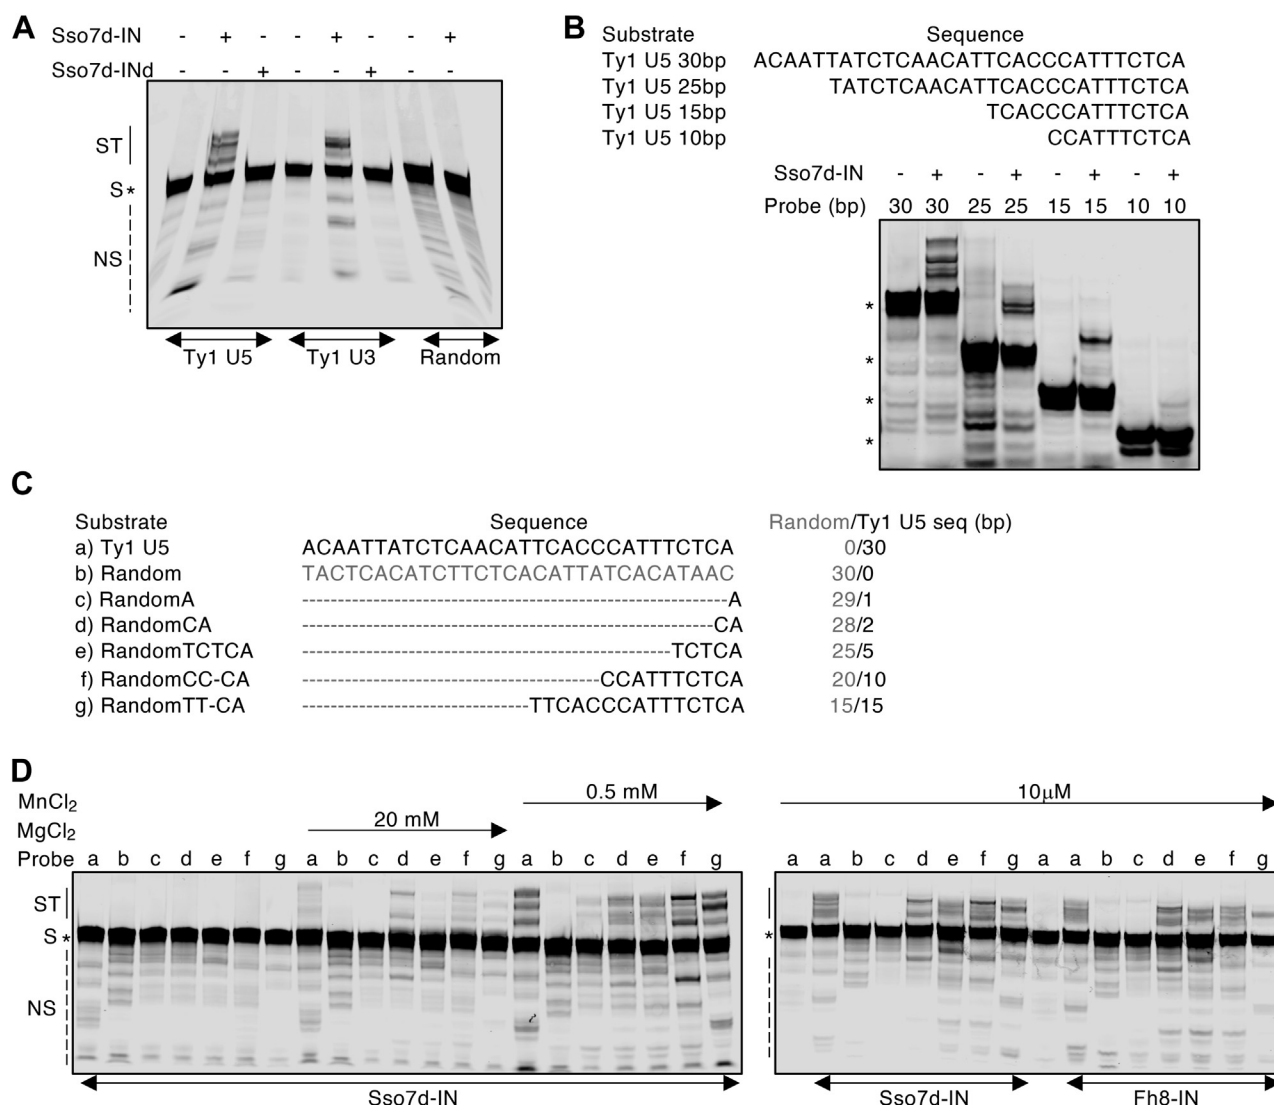 A
Sso7d-IN - + - - + - - +
Sso7d-INd - - + - - + - -
ST
S*
NS
Ty1 U5 Ty1 U3 Random
B
Substrate Sequence
Ty1 U5 30bp ACAATTATCTCAACATTCACCCATTTCTCA
Ty1 U5 25bp TATCTCAACATTCACCCATTTCTCA
Ty1 U5 15bp TCACCCATTTCTCA
Ty1 U5 10bp CCATTTCTCA
Sso7d-IN - + - + - + - +
Probe (bp) 30 30 25 25 15 15 10 10
*
*
*
*
C
Substrate Sequence Random/Ty1 U5 seq (bp)
a) Ty1 U5 ACAATTATCTCAACATTCACCCATTTCTCA 0/30
b) Random TACTCACATCTTCTCACATTATCACATAAC 30/0
c) RandomA ------------------------------------------------------------A 29/1
d) RandomCA ----------------------------------------------------------CA 28/2
e) RandomTCTCA ----------------------------------------------------TCTCA 25/5
f) RandomCC-CA ------------------------------------------CCATTTCTCA 20/10
g) RandomTT-CA --------------------------------TTCACCCATTTCTCA 15/15
D
MnCl2 0.5 mM 10µM
MgCl2 20 mM
Probe a b c d e f g a b c d e f g a b c d e f g a a b c d e f g a a b c d e f g
ST
S* *
NS
Sso7d-IN Sso7d-IN Fh8-IN